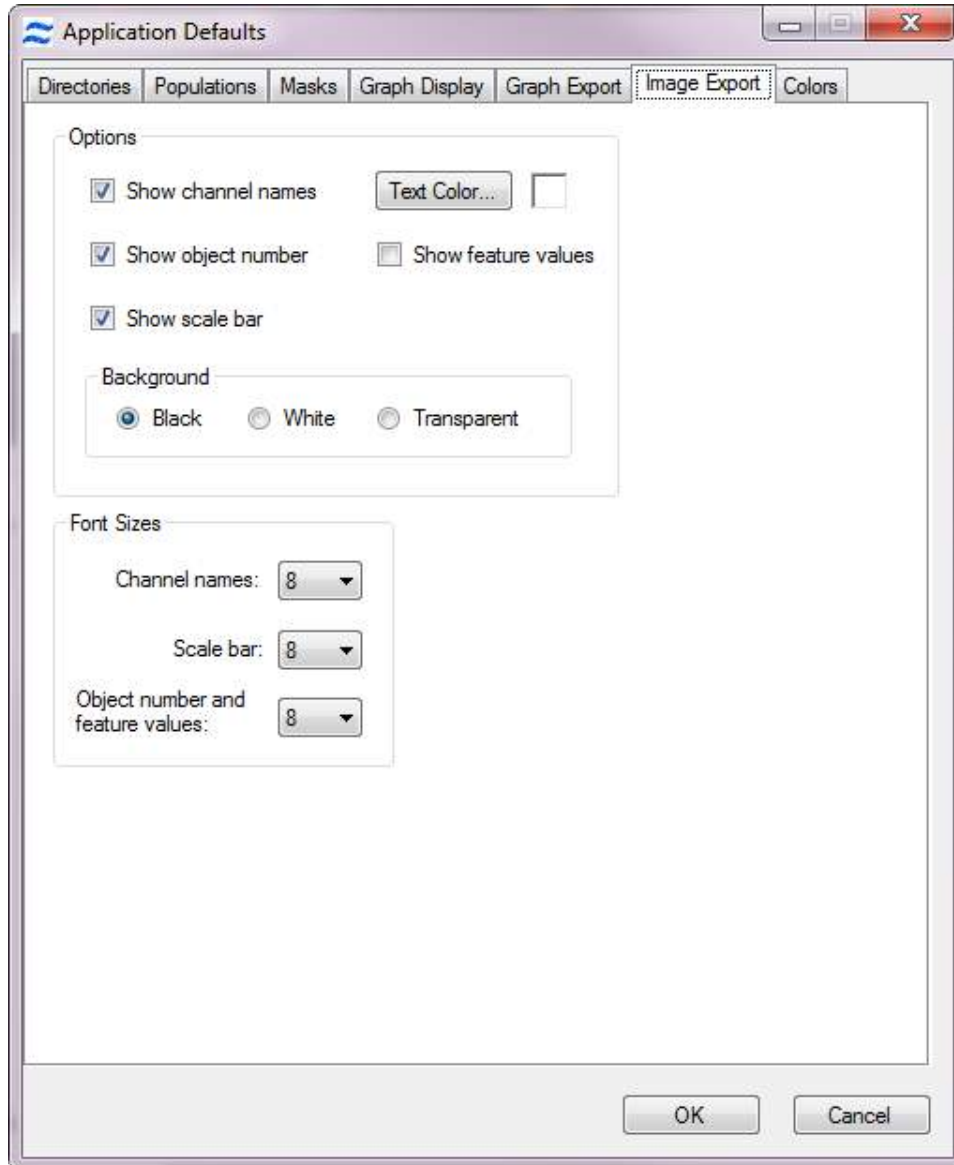 Application Defaults
Directories Populations Masks Graph Display Graph Export Image Export Colors
Options
Show channel names Text Color...
Show object number Show feature values
Show scale bar
Background
Black White Transparent
Font Sizes
Channel names: 8
Scale bar: 8
Object number and
feature values: 8
OK Cancel